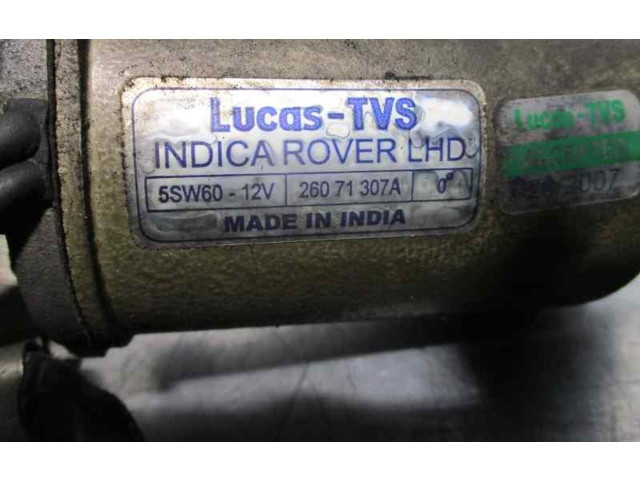 Lucas-TVS
INDICA ROVER LHD
5SW60 - 12V 260 71 307A 0°
MADE IN INDIA
Lucas-TVS
2007